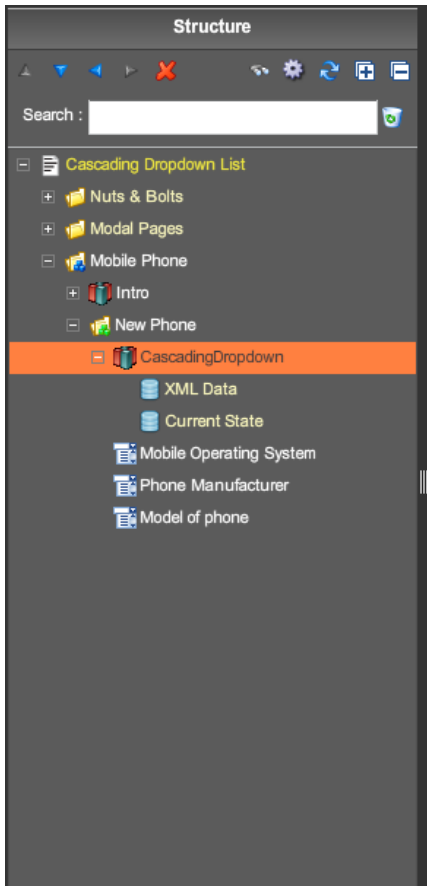 Structure
Search :
Cascading Dropdown List
Nuts & Bolts
Modal Pages
Mobile Phone
Intro
New Phone
CascadingDropdown
XML Data
Current State
Mobile Operating System
Phone Manufacturer
Model of phone